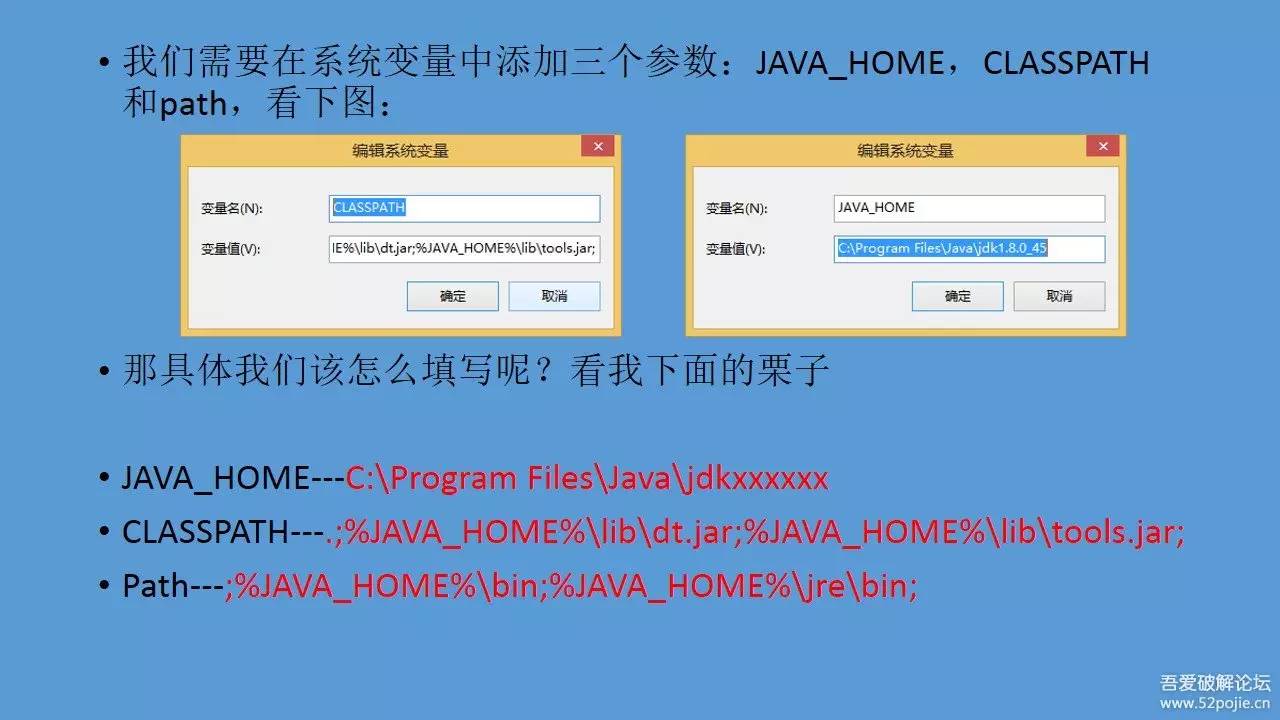 • 我们需要在系统变量中添加三个参数：JAVA_HOME，CLASSPATH
和path，看下图：
编辑系统变量
变量名(N):
CLASSPATH
变量值(V):
IE%\lib\dt.jar;%JAVA_HOME%\lib\tools.jar;
确定
取消
编辑系统变量
变量名(N):
JAVA_HOME
变量值(V):
C:\Program Files\Java\jdk1.8.0_45
确定
取消
• 那具体我们该怎么填写呢？看我下面的栗子
• JAVA_HOME---C:\Program Files\Java\jdkxxxxxx
• CLASSPATH---.;%JAVA_HOME%\lib\dt.jar;%JAVA_HOME%\lib\tools.jar;
• Path---;%JAVA_HOME%\bin;%JAVA_HOME%\jre\bin;
吾爱破解论坛
www.52pojie.cn